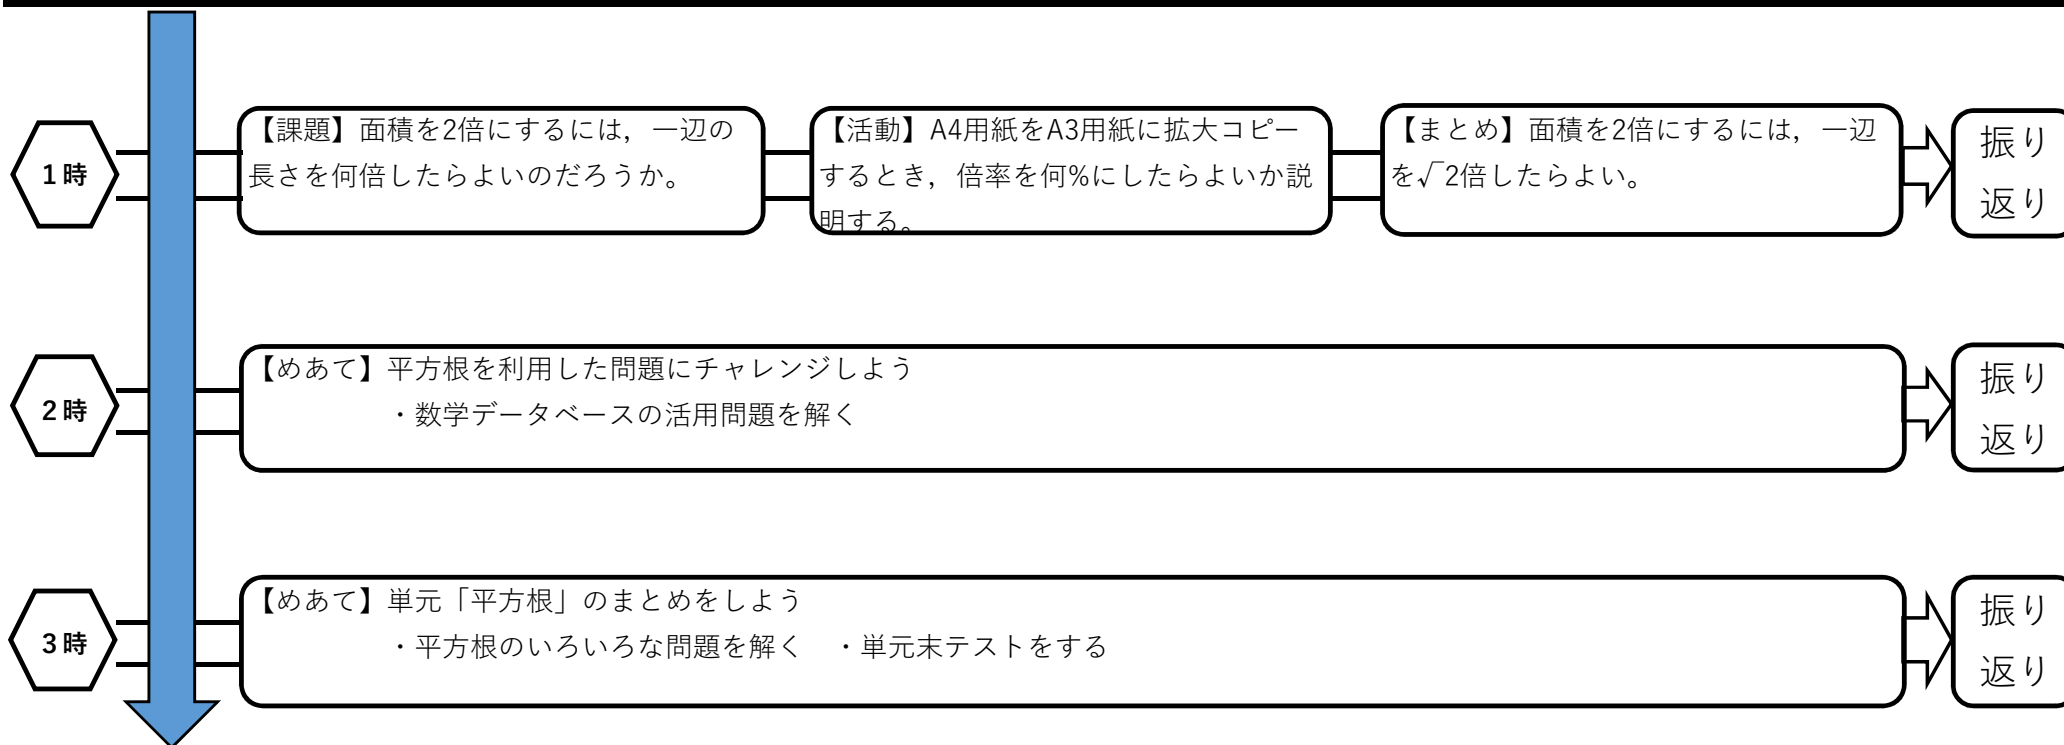 1時
【課題】面積を2倍にするには，一辺の
長さを何倍したらよいのだろうか。
【活動】A4用紙をA3用紙に拡大コピー
するとき，倍率を何%にしたらよいか説
明する。
【まとめ】面積を2倍にするには，一辺
を√2倍したらよい。
振り
返り
2時
【めあて】平方根を利用した問題にチャレンジしよう
・数学データベースの活用問題を解く
振り
返り
3時
【めあて】単元「平方根」のまとめをしよう
・平方根のいろいろな問題を解く　・単元末テストをする
振り
返り